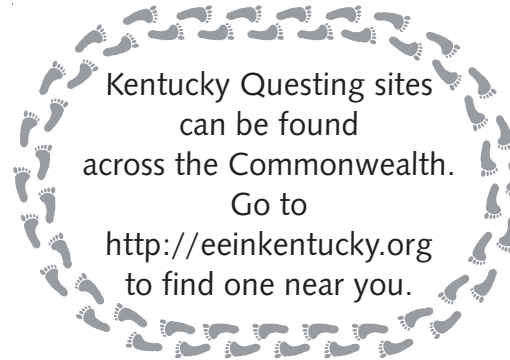 Kentucky Questing sites
can be found
across the Commonwealth.
Go to
http://eeinkentucky.org
to find one near you.